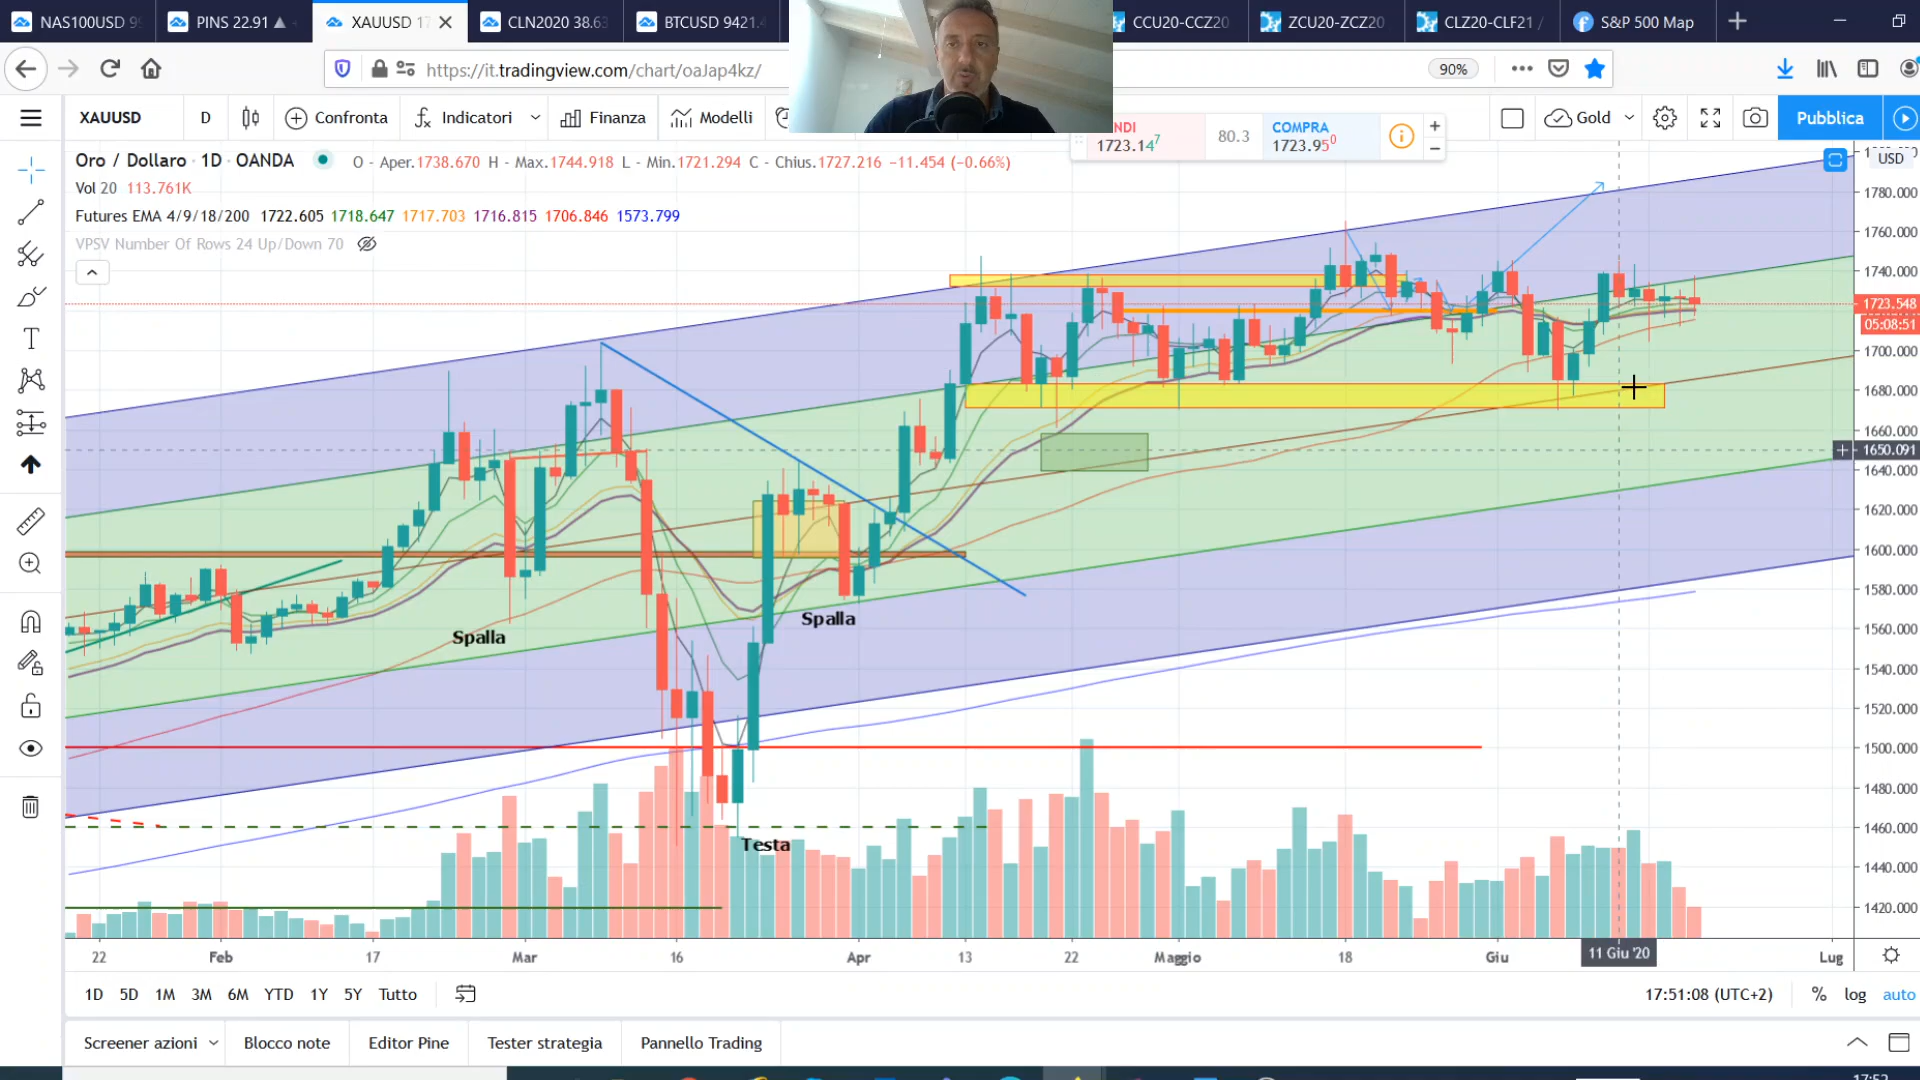 NAS100USD 99
PINS 22.91 ▲
XAUUSD 17
CLN2020 38.63
BTCUSD 9421.
CCU20-CCZ20
ZCU20-ZCZ20
CLZ20-CLF21 /
S&P 500 Map
https://it.tradingview.com/chart/oaJap4kz/
90%
XAUUSD
D
Confronta
Indicatori
Finanza
Modelli
Gold
Pubblica
NDI
1723.147
80.3
COMPRA
1723.950
Oro / Dollaro · 1D · OANDA
O - Aper.1738.670 H - Max.1744.918 L - Min.1721.294 C - Chius.1727.216 −11.454 (−0.66%)
Vol 20 113.761K
Futures EMA 4/9/18/200 1722.605 1718.647 1717.703 1716.815 1706.846 1573.799
VPSV Number Of Rows 24 Up/Down 70
USD
1780.000
1760.000
1740.000
1723.548
05:08:51
1700.000
1680.000
1660.000
1650.091
1640.000
1620.000
1600.000
1580.000
1560.000
1540.000
1520.000
1500.000
1480.000
1460.000
1440.000
1420.000
Spalla
Spalla
Testa
22
Feb
17
Mar
16
Apr
13
22
Maggio
18
Giu
11 Giu '20
Lug
1D 5D 1M 3M 6M YTD 1Y 5Y Tutto
17:51:08 (UTC+2)
% log auto
Screener azioni
Blocco note
Editor Pine
Tester strategia
Pannello Trading